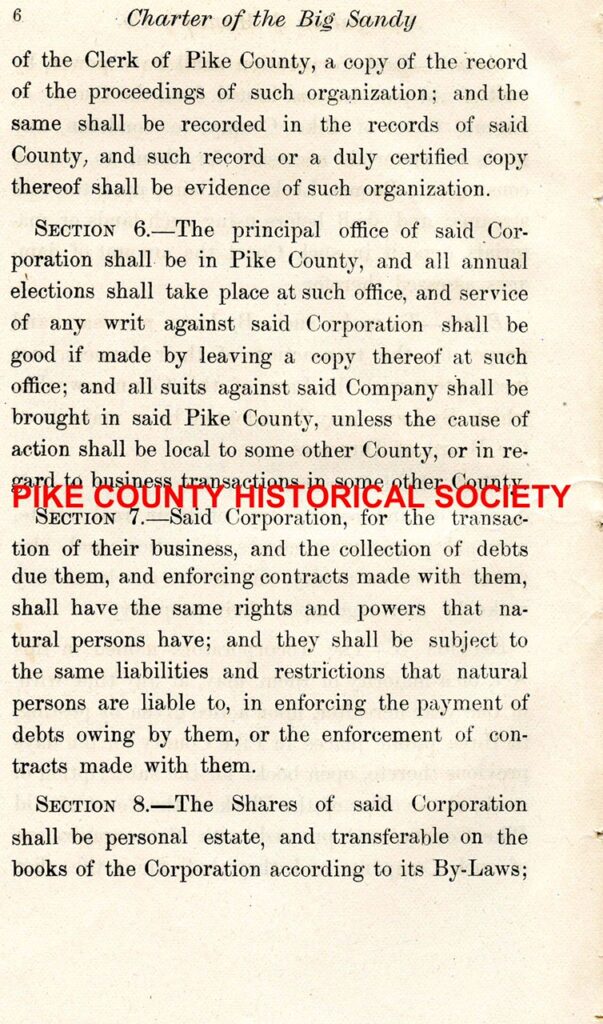 6
Charter of the Big Sandy
of the Clerk of Pike County, a copy of the record
of the proceedings of such organization; and the
same shall be recorded in the records of said
County, and such record or a duly certified copy
thereof shall be evidence of such organization.
SECTION 6.—The principal office of said Cor-
poration shall be in Pike County, and all annual
elections shall take place at such office, and service
of any writ against said Corporation shall be
good if made by leaving a copy thereof at such
office; and all suits against said Company shall be
brought in said Pike County, unless the cause of
action shall be local to some other County, or in re-
gard to business transactions in some other County.
PIKE COUNTY HISTORICAL SOCIETY
SECTION 7.—Said Corporation, for the transac-
tion of their business, and the collection of debts
due them, and enforcing contracts made with them,
shall have the same rights and powers that na-
tural persons have; and they shall be subject to
the same liabilities and restrictions that natural
persons are liable to, in enforcing the payment of
debts owing by them, or the enforcement of con-
tracts made with them.
SECTION 8.—The Shares of said Corporation
shall be personal estate, and transferable on the
books of the Corporation according to its By-Laws;